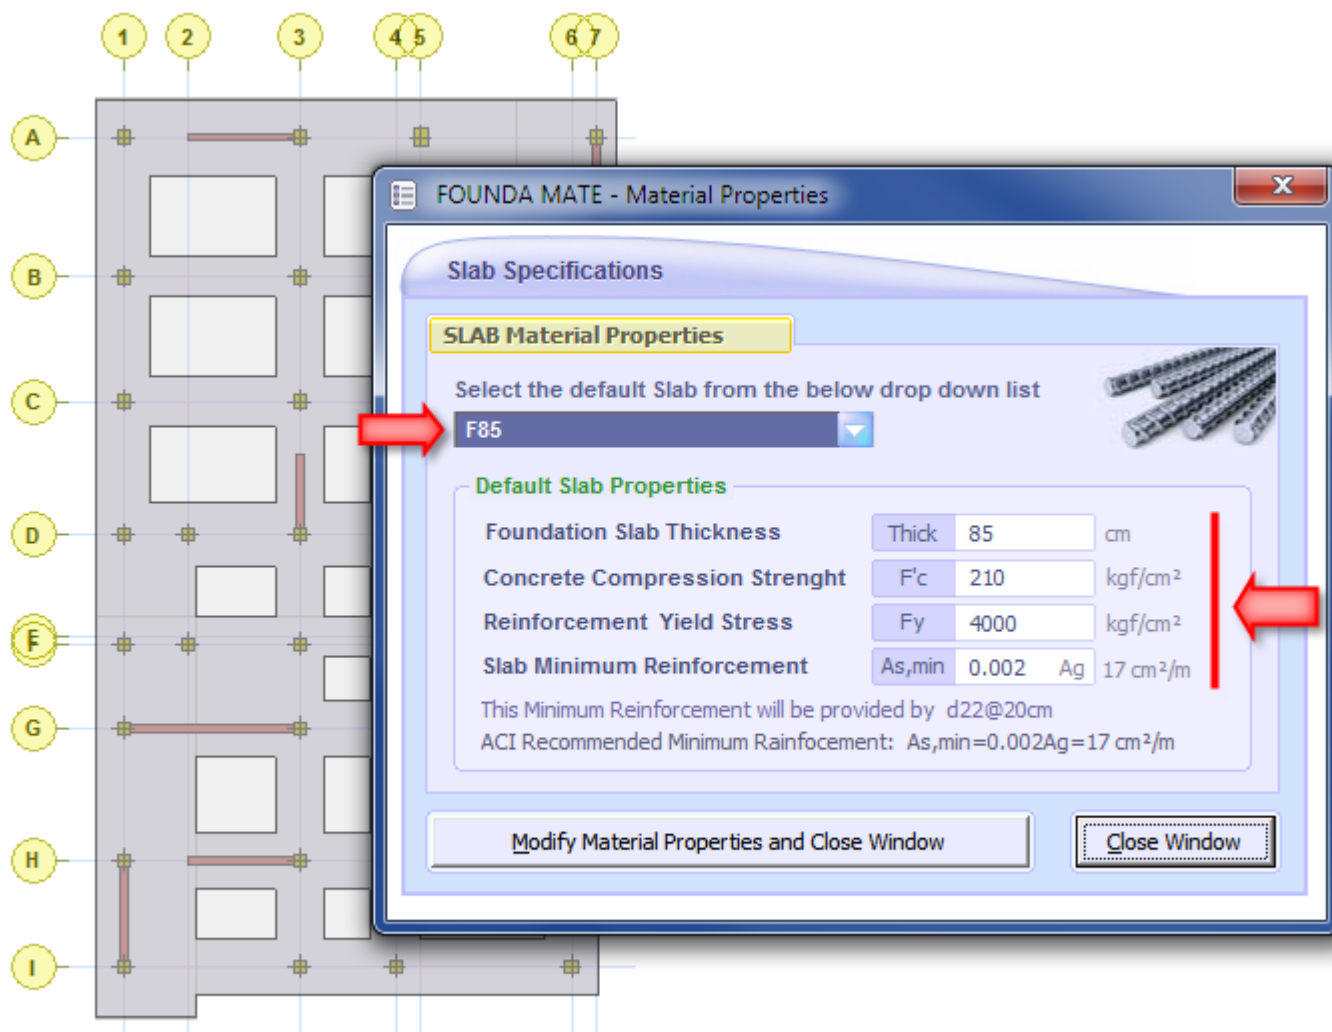 1 2 3 4 5 6 7
A
B
C
D
F
G
H
I
FOUNDA MATE - Material Properties
x
Slab Specifications
SLAB Material Properties
Select the default Slab from the below drop down list
F85
Default Slab Properties
Foundation Slab Thickness Thick 85 cm
Concrete Compression Strenght F'c 210 kgf/cm²
Reinforcement Yield Stress Fy 4000 kgf/cm²
Slab Minimum Reinforcement As,min 0.002 Ag 17 cm²/m
This Minimum Reinforcement will be provided by d22@20cm
ACI Recommended Minimum Rainfocement: As,min=0.002Ag=17 cm²/m
Modify Material Properties and Close Window Close Window